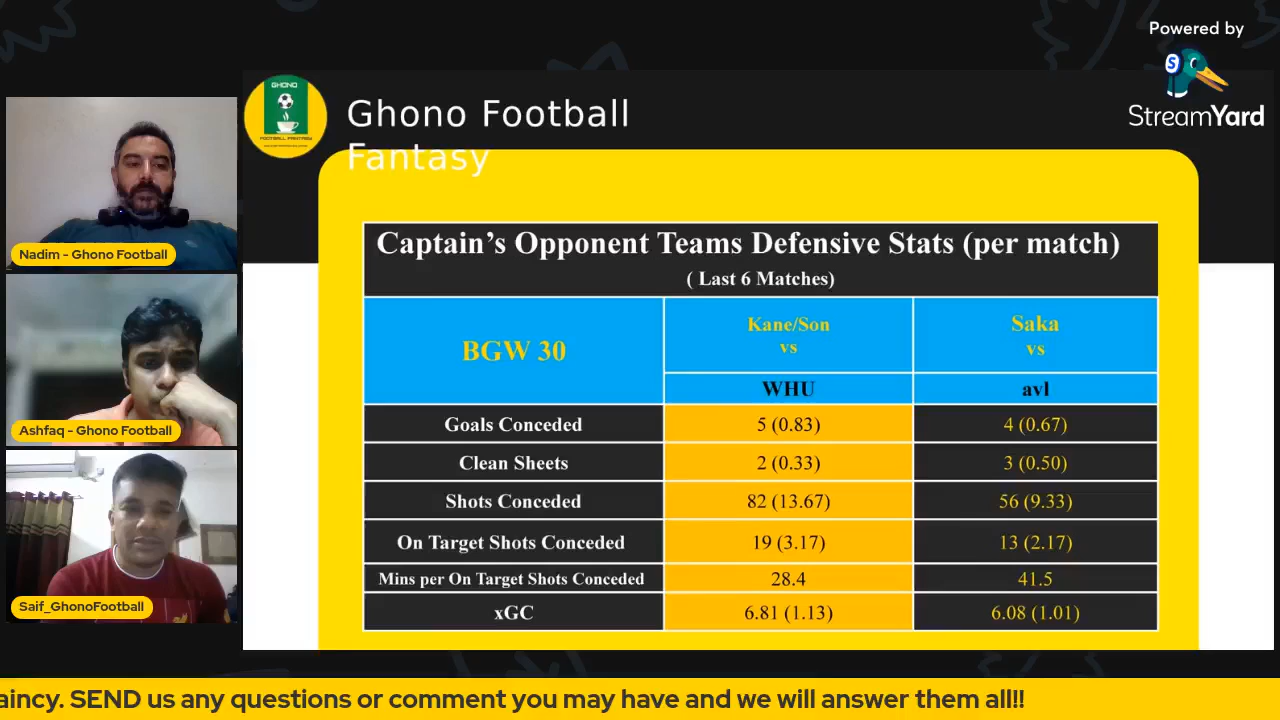 Powered by
StreamYard
GHONO
FOOTBALL FANTASY
Ghono Football
Fantasy
Nadim - Ghono Football
Ashfaq - Ghono Football
Saif_GhonoFootball
Captain’s Opponent Teams Defensive Stats (per match)
( Last 6 Matches)
BGW 30
Kane/Son
vs
WHU
Saka
vs
avl
Goals Conceded 5 (0.83) 4 (0.67)
Clean Sheets 2 (0.33) 3 (0.50)
Shots Conceded 82 (13.67) 56 (9.33)
On Target Shots Conceded 19 (3.17) 13 (2.17)
Mins per On Target Shots Conceded 28.4 41.5
xGC 6.81 (1.13) 6.08 (1.01)
aincy. SEND us any questions or comment you may have and we will answer them all!!